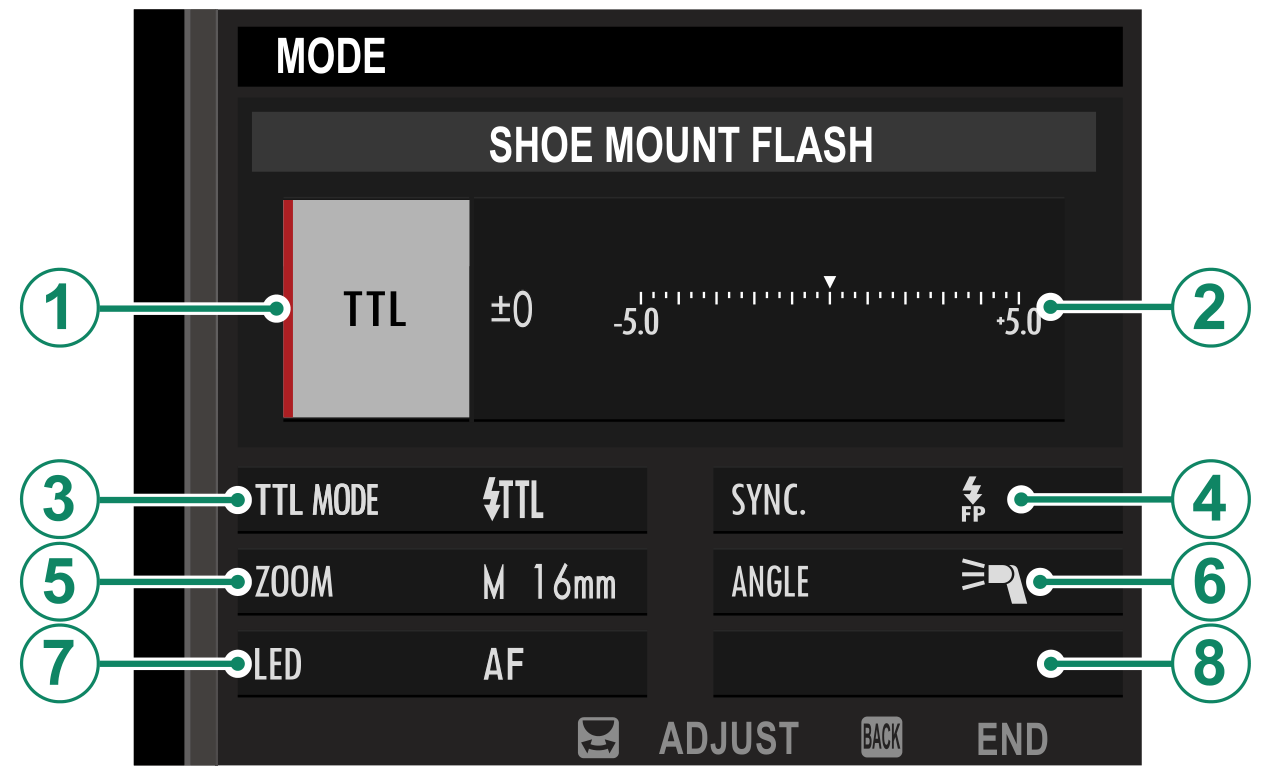 MODE
SHOE MOUNT FLASH
1 TTL ±0 -5.0 +5.0 2
3 TTL MODE TTL SYNC. FP 4
5 ZOOM M 16mm ANGLE 6
7 LED AF 8
ADJUST BACK END